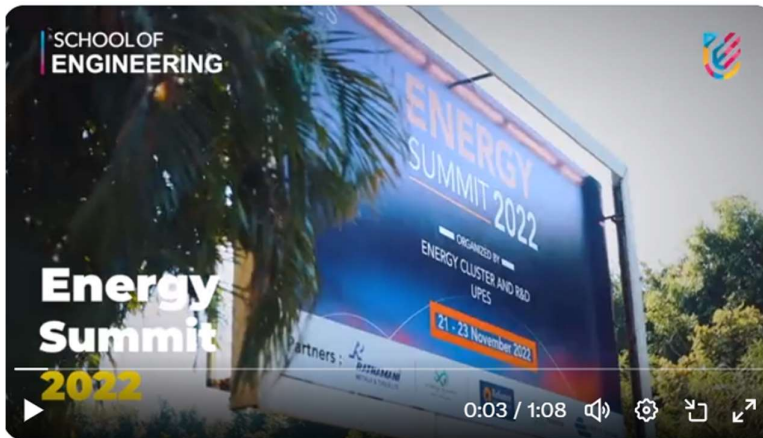 SCHOOL OF
ENGINEERING
ENERGY
SUMMIT 2022
ORGANIZED BY
ENERGY CLUSTER AND R&D
UPES
21 - 23 November 2022
Partners :
Energy
Summit
2022
0:03 / 1:08